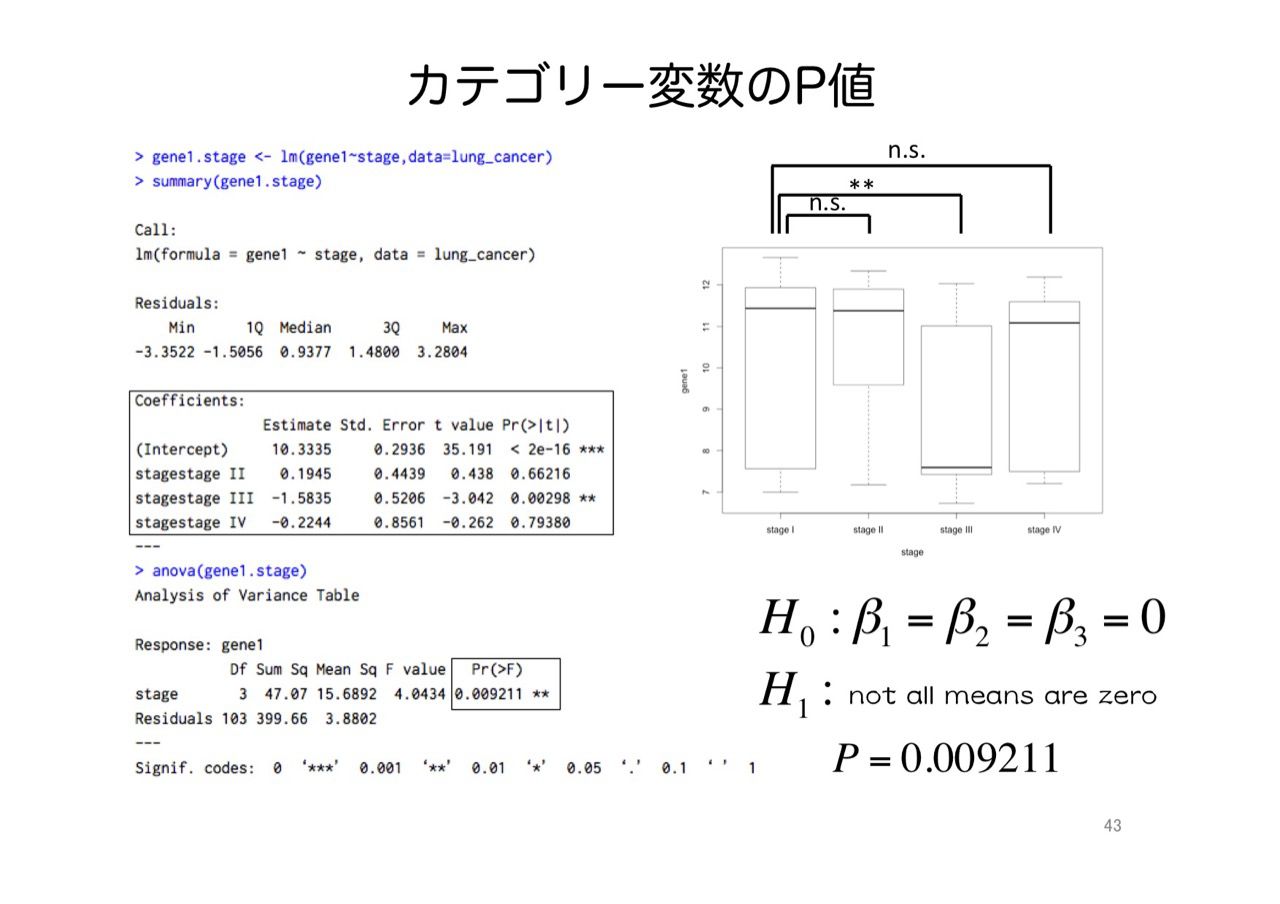 カテゴリー変数のP値
> gene1.stage <- lm(gene1~stage,data=lung_cancer)
> summary(gene1.stage)
Call:
lm(formula = gene1 ~ stage, data = lung_cancer)
Residuals:
Min 1Q Median 3Q Max
-3.3522 -1.5056 0.9377 1.4800 3.2804
Coefficients:
Estimate Std. Error t value Pr(>|t|)
(Intercept) 10.3335 0.2936 35.191 < 2e-16 ***
stagestage II 0.1945 0.4439 0.438 0.66216
stagestage III -1.5835 0.5206 -3.042 0.00298 **
stagestage IV -0.2244 0.8561 -0.262 0.79380
---
> anova(gene1.stage)
Analysis of Variance Table
Response: gene1
Df Sum Sq Mean Sq F value Pr(>F)
stage 3 47.07 15.6892 4.0434 0.009211 **
Residuals 103 399.66 3.8802
---
Signif. codes: 0 ‘***’ 0.001 ‘**’ 0.01 ‘*’ 0.05 ‘.’ 0.1 ‘ ’ 1
n.s.
**
n.s.
12
11
10
9
8
7
gene1
stage I stage II stage III stage IV
stage
H₀ : β₁ = β₂ = β₃ = 0
H₁ : not all means are zero
P = 0.009211
43